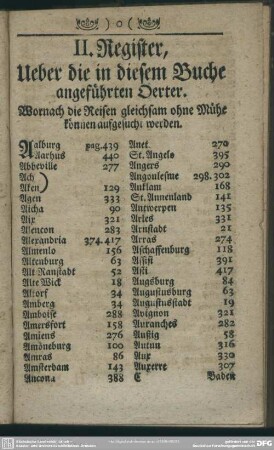 ) o (
II. Register,
Ueber die in diesem Buche
angeführten Oerter.
Wornach die Reisen gleichsam ohne Mühe
können aufgesucht werden.
Aalburg pag. 439
Aarhus 440
Abbeville 277
Ach)
Aken) 129
Agen 333
Aicha 90
Aix 321
Alencon 283
Alexandria 374. 417
Almenlo 156
Altenburg 63
Alt Ranstadt 52
Alte Wick 18
Altorf 34
Amberg 34
Amboise 288
Amersfort 158
Amiens 276
Amöneburg 100
Amras 86
Amsterdam 143
Ancona 388
Anet 270
St. Angelo 395
Angers 290
Angoulesme 298. 302
Anklam 168
St. Annenland 141
Antwerpen 135
Arles 331
Arnstadt 21
Arras 274
Aschaffenburg 118
Assisi 391
Asti 417
Augsburg 84
Augustusburg 63
Augustusstadt 19
Avignon 321
Avranches 282
Aussig 58
Autun 316
Aux 330
Auxerre 307
E Baden